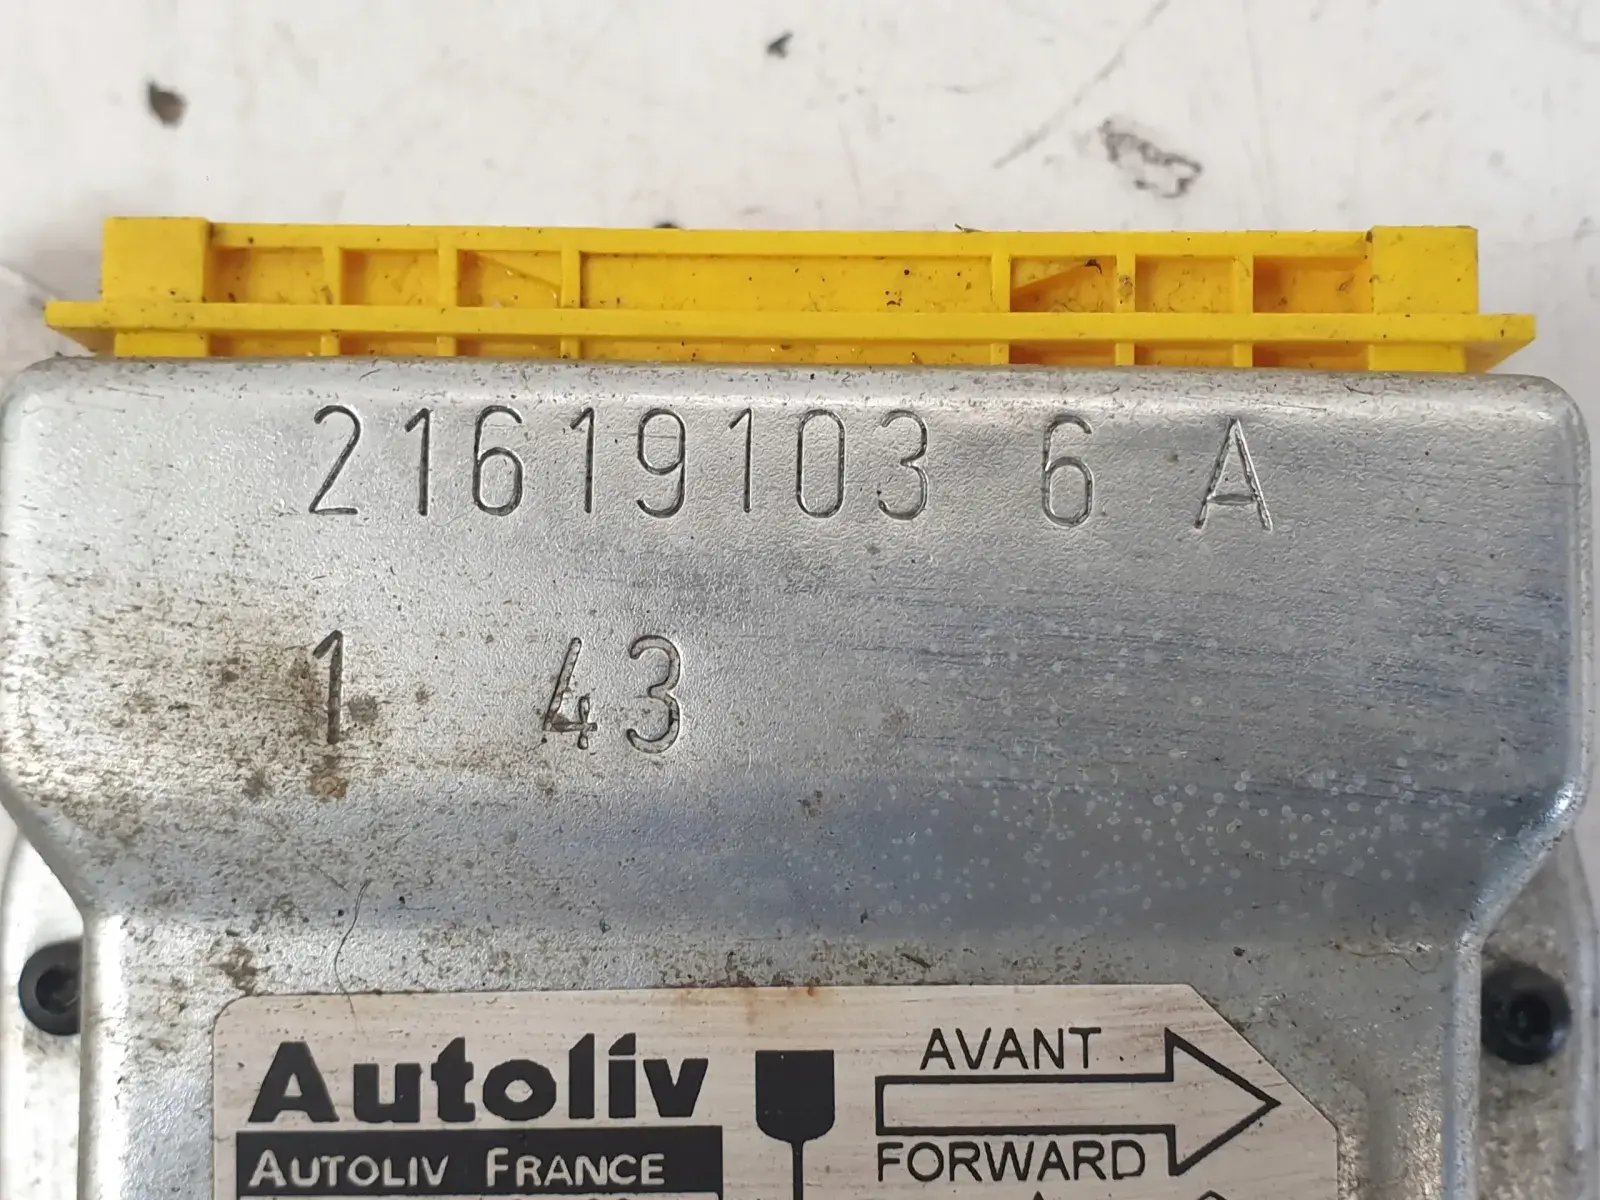 21619103 6 A
1 43
Autoliv
AUTOLIV FRANCE
AVANT
FORWARD